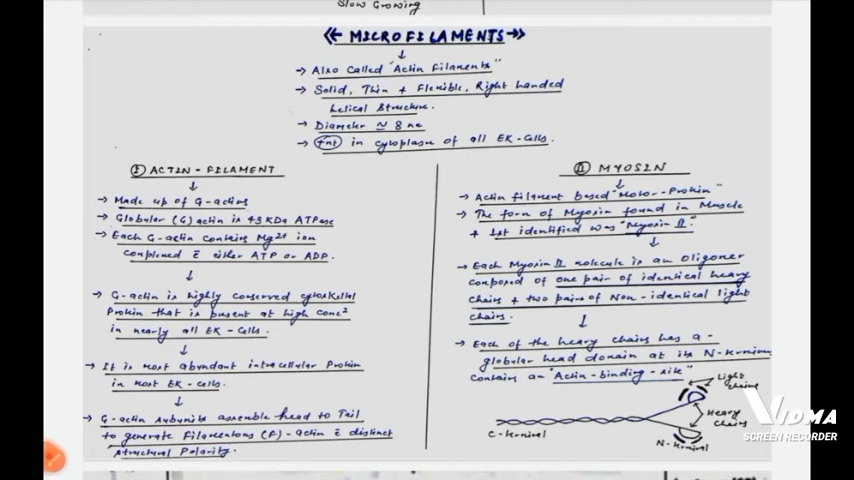 Slow Growing
《 MICROFILAMENTS 》
↓
→ Also called "Actin Filaments"
→ Solid, Thin + Flexible, Right handed
helical Structure.
→ Diameter ≈ 8 nm
→ fnt in cytoplasm of all EK-Cells.
Ⓘ ACTIN-FILAMENT
↓
→ Made up of G-actins
→ Globular (G) actin is 43 KDa ATPase
→ Each G-actin contains Mg2+ ion
complexed c̄ either ATP or ADP.
↓
→ G-actin is highly conserved cytoskeletal
Protein that is present at high conc²
in nearly all EK-Cells.
↓
→ It is most abundant intracellular Protein
in most EK-cells.
↓
→ G-actin subunits assemble head to Tail
to generate Filamentous (F)-actin c̄ distinct
structural Polarity.
Ⓘ︎Ⓘ MYOSIN
↓
→ Actin filament based "Motor-Protein"
→ The form of Myosin found in Muscle
+ 1st identified was "Myosin II".
↓
→ Each Myosin II molecule is an oligomer
composed of one pair of identical heavy
chains + two pairs of Non-identical light
chains.
↓
→ Each of the heavy chains has a
globular head domain at its N-terminal
contains an "Actin-binding-site"
Light
Chains
Heavy
Chains
C-terminal
N-terminal
VIDMA
SCREEN RECORDER